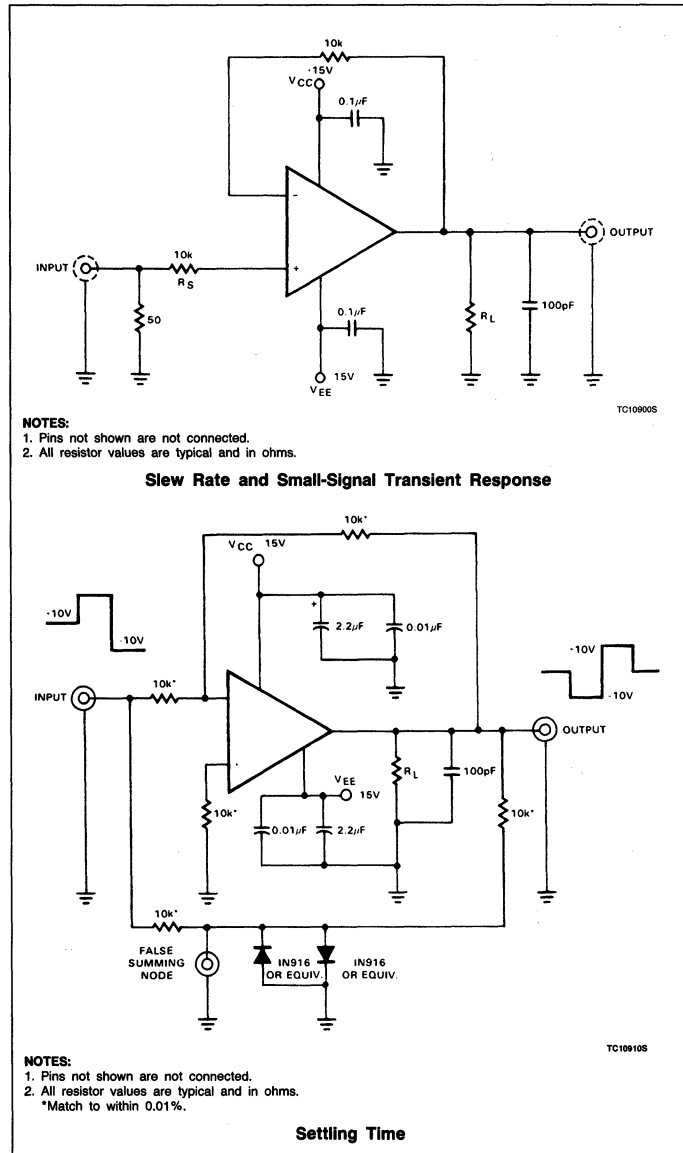 10k
·15V
VCC
0.1μF
-
10k
INPUT
RS
+
OUTPUT
50
0.1μF
RL
100pF
15V
VEE
TC10900S
NOTES:
1. Pins not shown are not connected.
2. All resistor values are typical and in ohms.
Slew Rate and Small-Signal Transient Response
10k*
VCC 15V
+
2.2μF
0.01μF
-10V
-10V
-10V
-10V
INPUT
10k*
OUTPUT
RL
100pF
VEE
15V
10k*
0.01μF
2.2μF
10k*
10k*
FALSE
SUMMING
NODE
IN916
OR EQUIV.
IN916
OR EQUIV.
TC10910S
NOTES:
1. Pins not shown are not connected.
2. All resistor values are typical and in ohms.
*Match to within 0.01%.
Settling Time